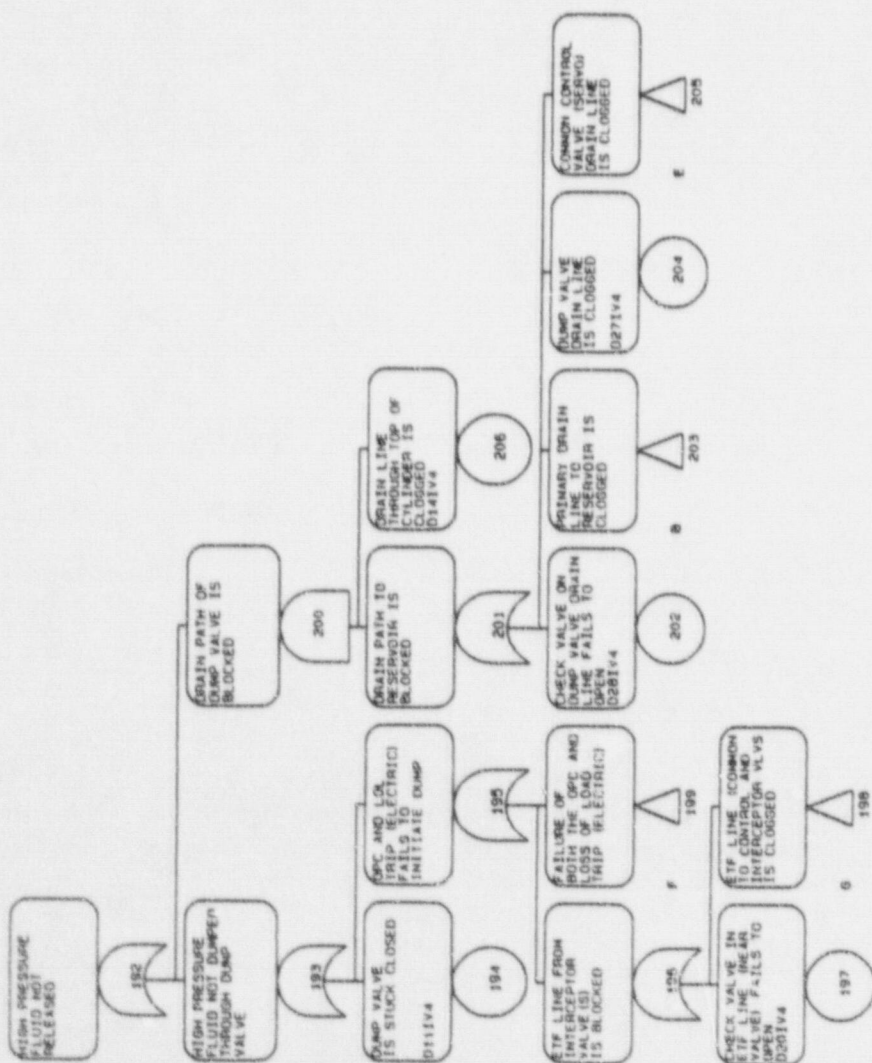 HIGH PRESSURE
FLUID NOT
RELEASED
192
HIGH PRESSURE
FLUID NOT DUMPED
THROUGH DUMP
VALVE
193
DRAIN PATH OF
DUMP VALVE IS
BLOCKED
200
DUMP VALVE
IS STUCK CLOSED
D11IV4
194
OPC AND LOL
TRIP (ELECTRIC)
FAILS TO
INITIATE DUMP
195
DRAIN PATH TO
RESERVOIR IS
BLOCKED
201
DRAIN LINE
THROUGH TOP OF
CYLINDER IS
CLOGGED
D14IV4
206
ETF LINE FROM
INTERCEPTOR
VALVE(S)
IS BLOCKED
196
FAILURE OF
BOTH THE OPC AND
LOSS OF LOAD
TRIP (ELECTRIC)
F
199
CHECK VALVE ON
DUMP VALVE DRAIN
LINE FAILS TO
OPEN
D28IV4
202
PRIMARY DRAIN
LINE TO
RESERVOIR IS
CLOGGED
B
203
DUMP VALVE
DRAIN LINE
IS CLOGGED
D27IV4
204
COMMON CONTROL
VALVE (SERVO)
DRAIN LINE
IS CLOGGED
E
205
CHECK VALVE IN
ETF LINE (NEAR
VALVE) FAILS TO
OPEN
D20IV4
197
ETF LINE (COMMON
TO CONTROL AND
INTERCEPTOR VLVS
IS CLOGGED
G
198